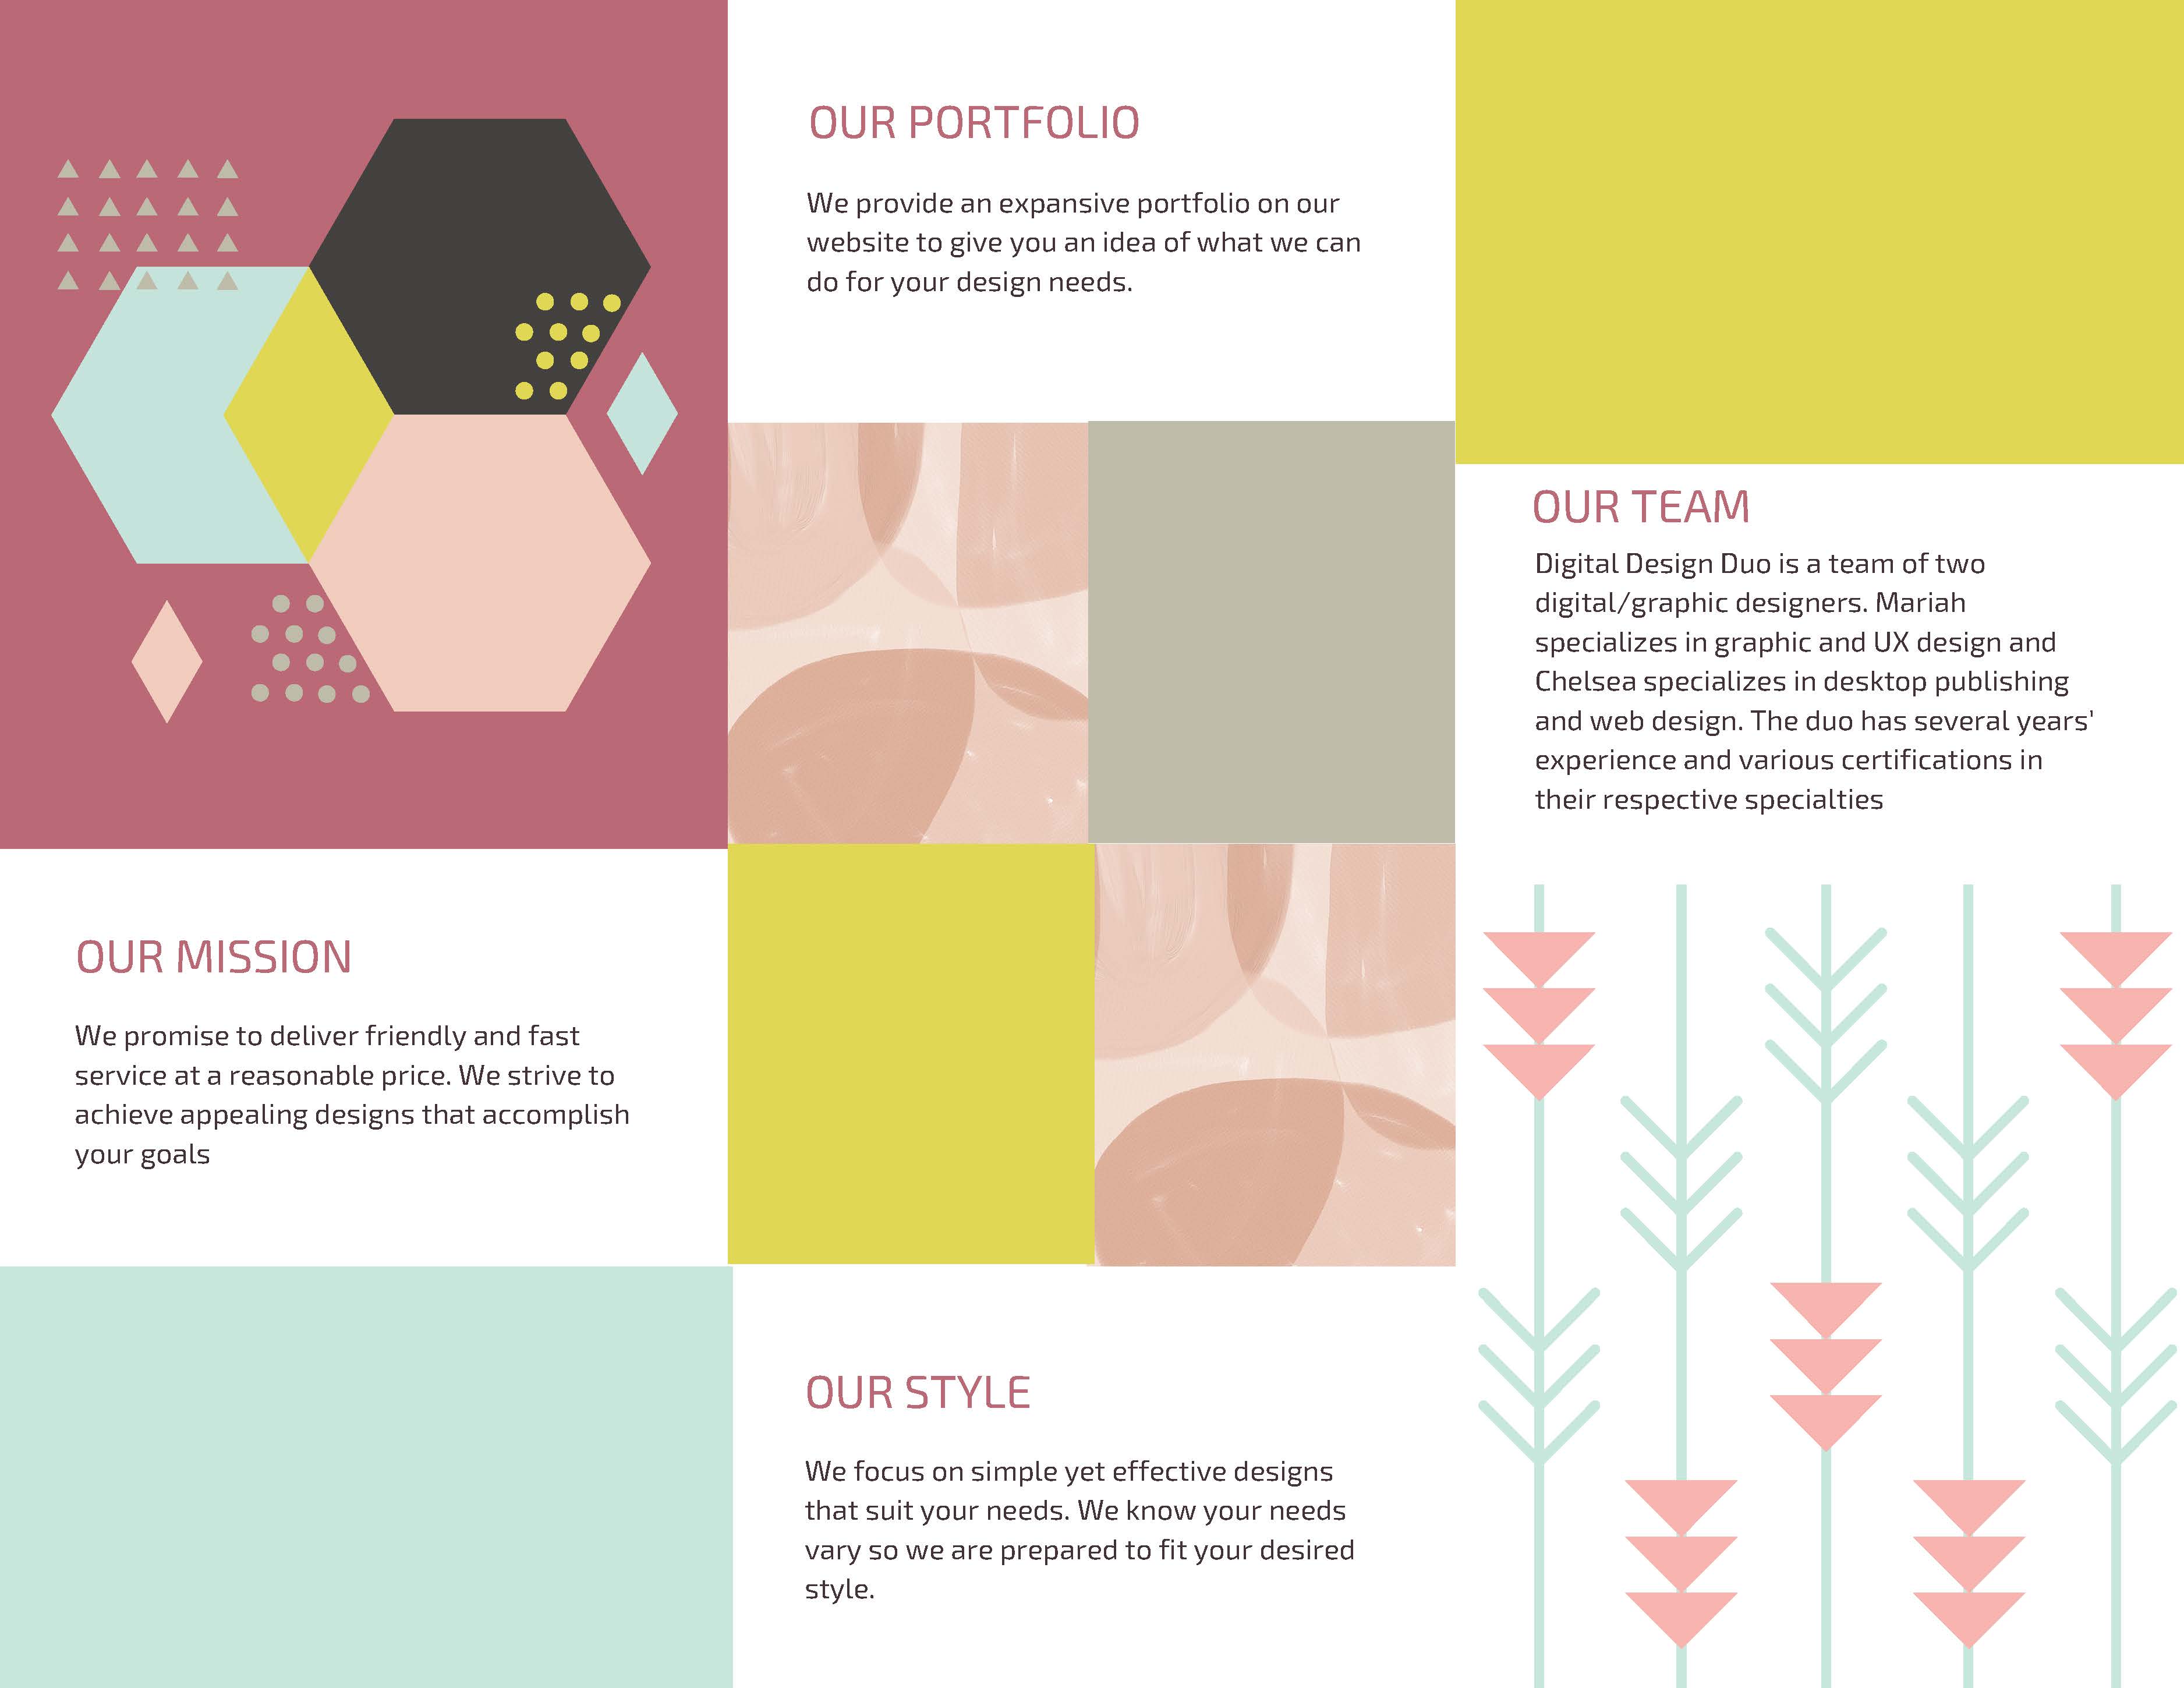 OUR MISSION
We promise to deliver friendly and fast
service at a reasonable price. We strive to
achieve appealing designs that accomplish
your goals
OUR PORTFOLIO
We provide an expansive portfolio on our
website to give you an idea of what we can
do for your design needs.
OUR STYLE
We focus on simple yet effective designs
that suit your needs. We know your needs
vary so we are prepared to fit your desired
style.
OUR TEAM
Digital Design Duo is a team of two
digital/graphic designers. Mariah
specializes in graphic and UX design and
Chelsea specializes in desktop publishing
and web design. The duo has several years'
experience and various certifications in
their respective specialties